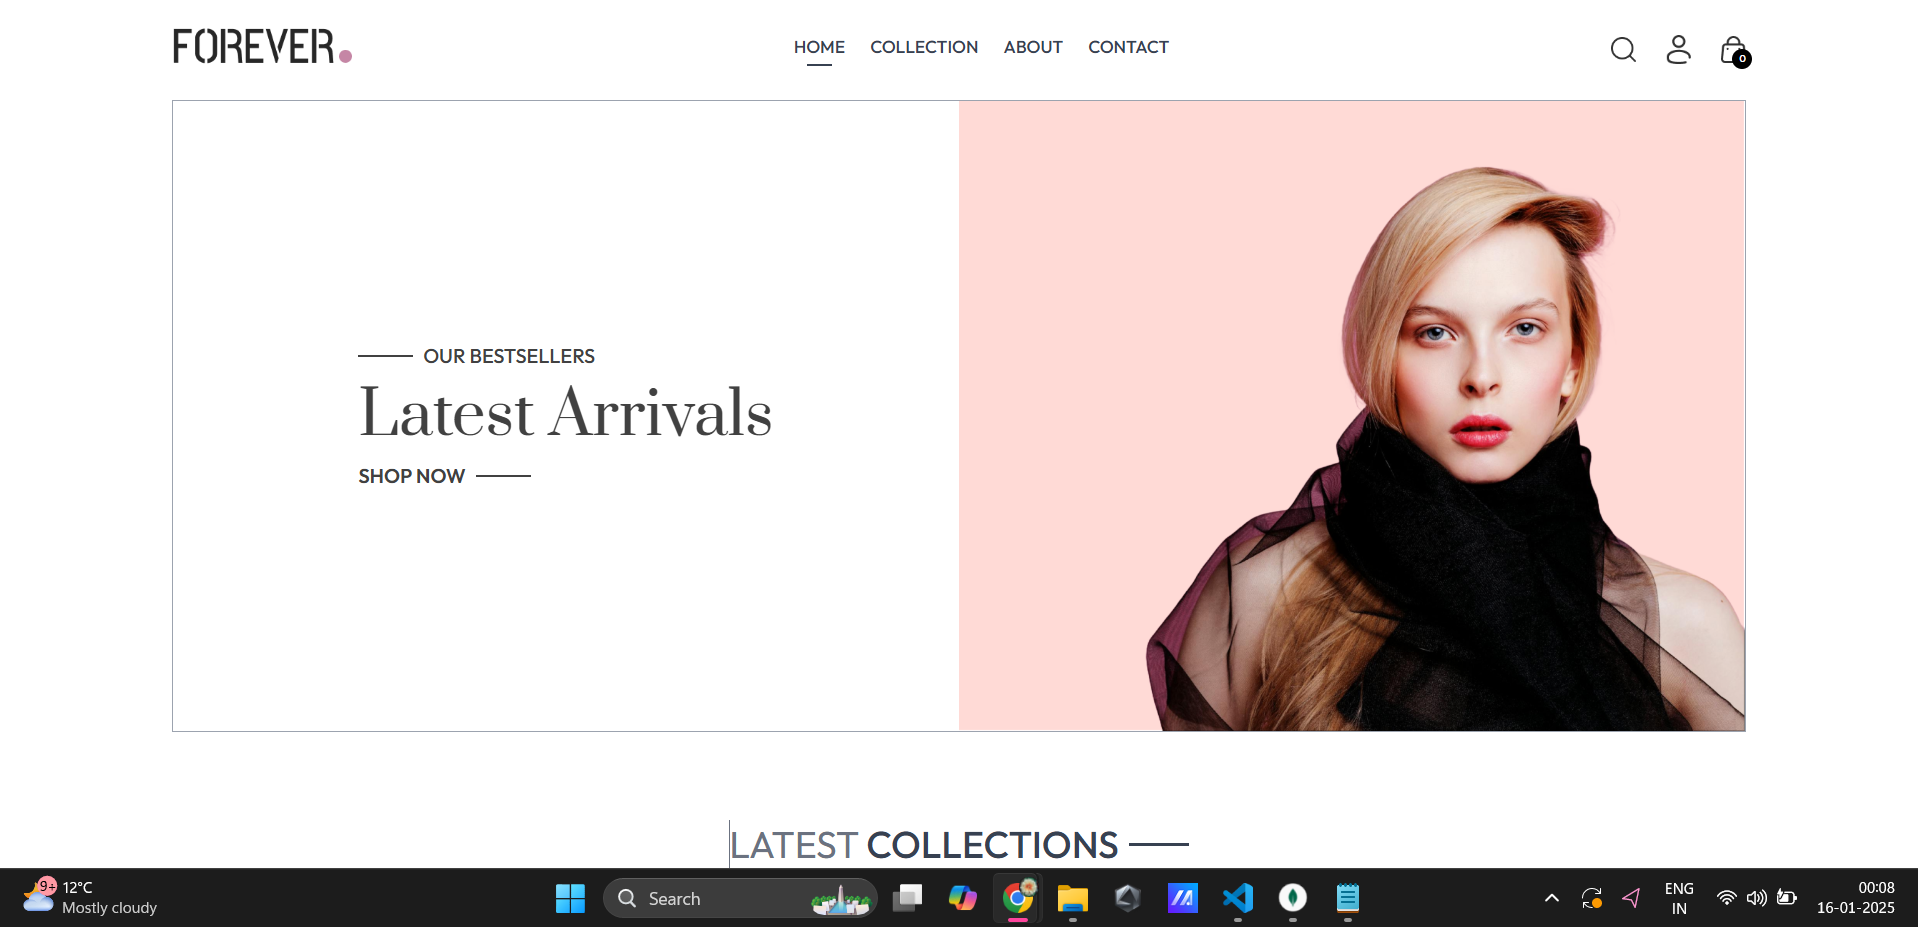 FOREVER.
HOME COLLECTION ABOUT CONTACT
0
OUR BESTSELLERS
Latest Arrivals
SHOP NOW
LATEST COLLECTIONS
9+
12°C
Mostly cloudy
Search
ENG
IN
00:08
16-01-2025